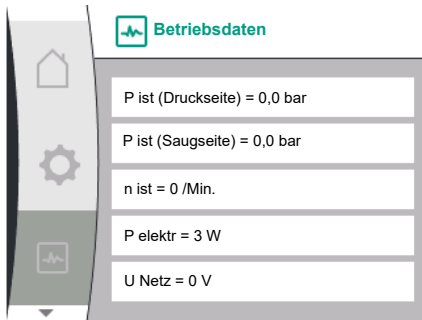 Betriebsdaten
P ist (Druckseite) = 0,0 bar
P ist (Saugseite) = 0,0 bar
n ist = 0 /Min.
P elektr = 3 W
U Netz = 0 V